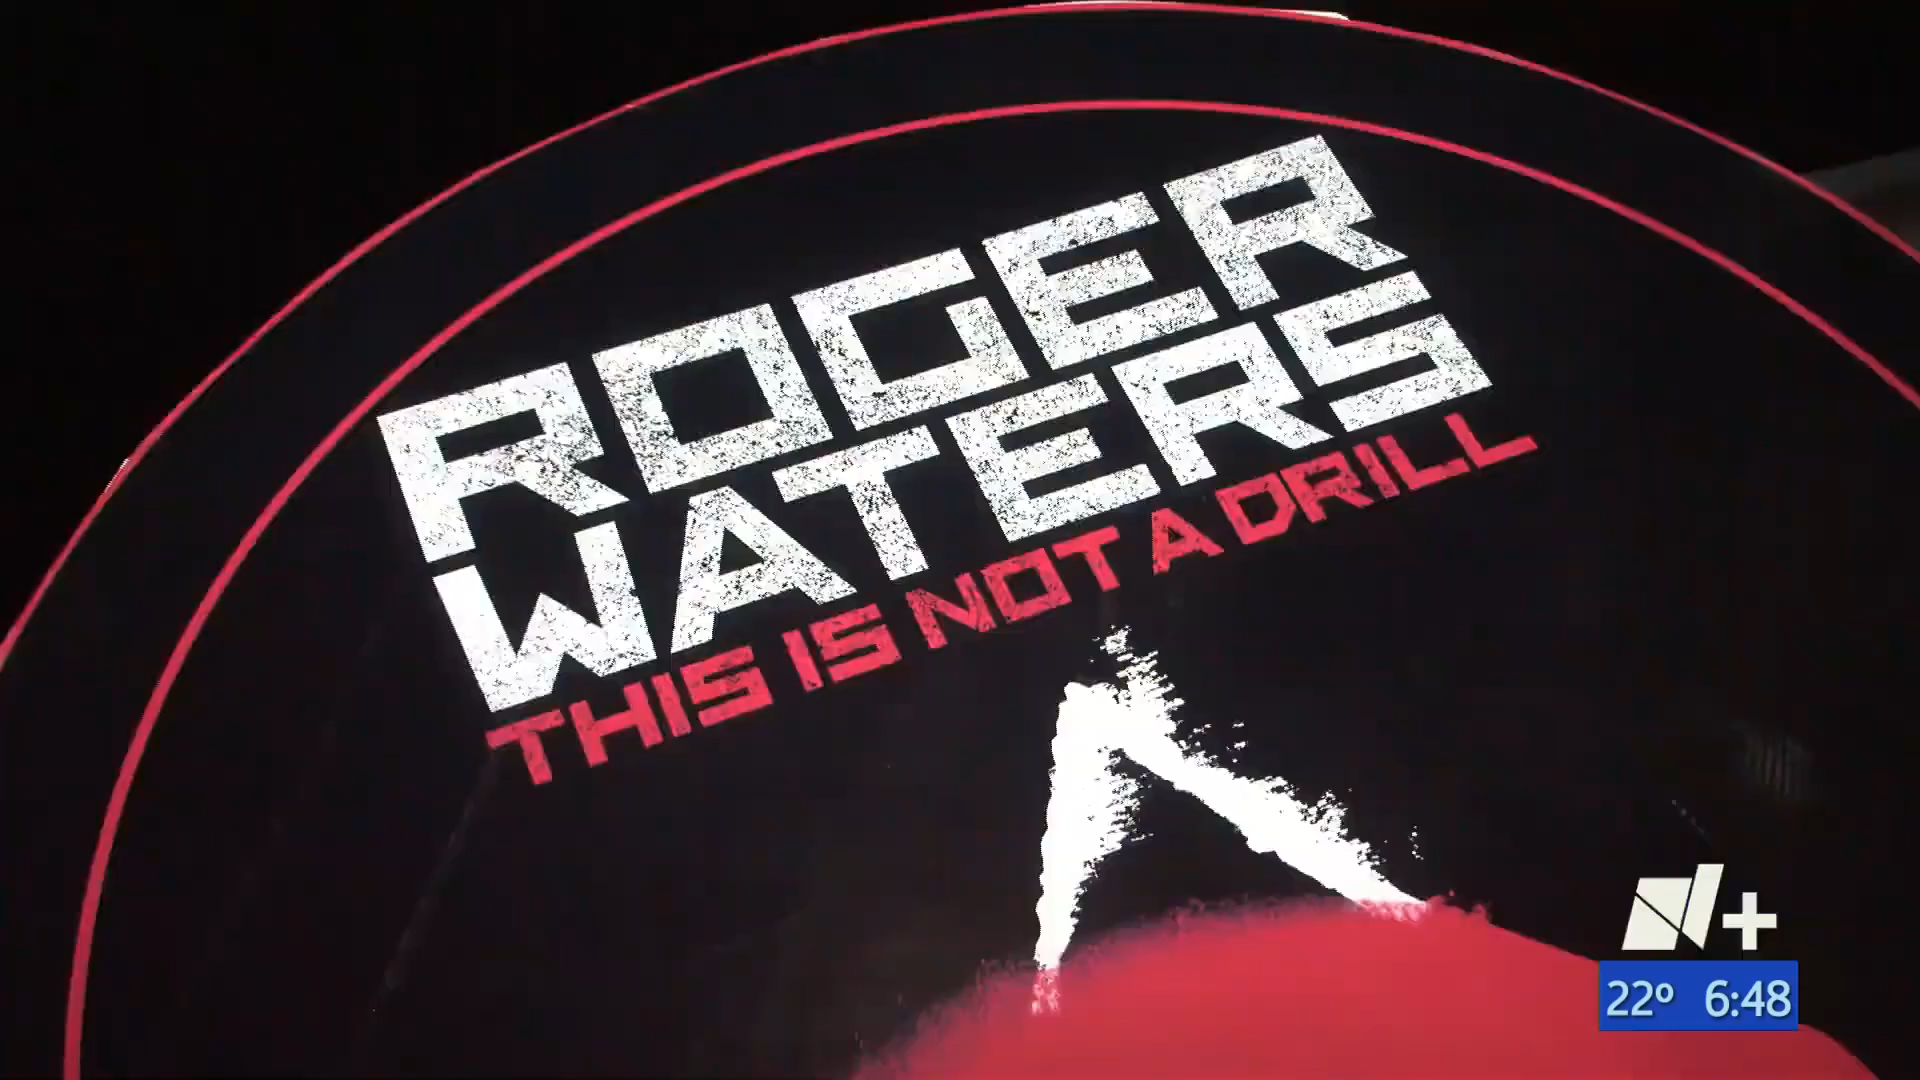 ROGER
WATERS
THIS IS NOT A DRILL
N+
22º 6:48